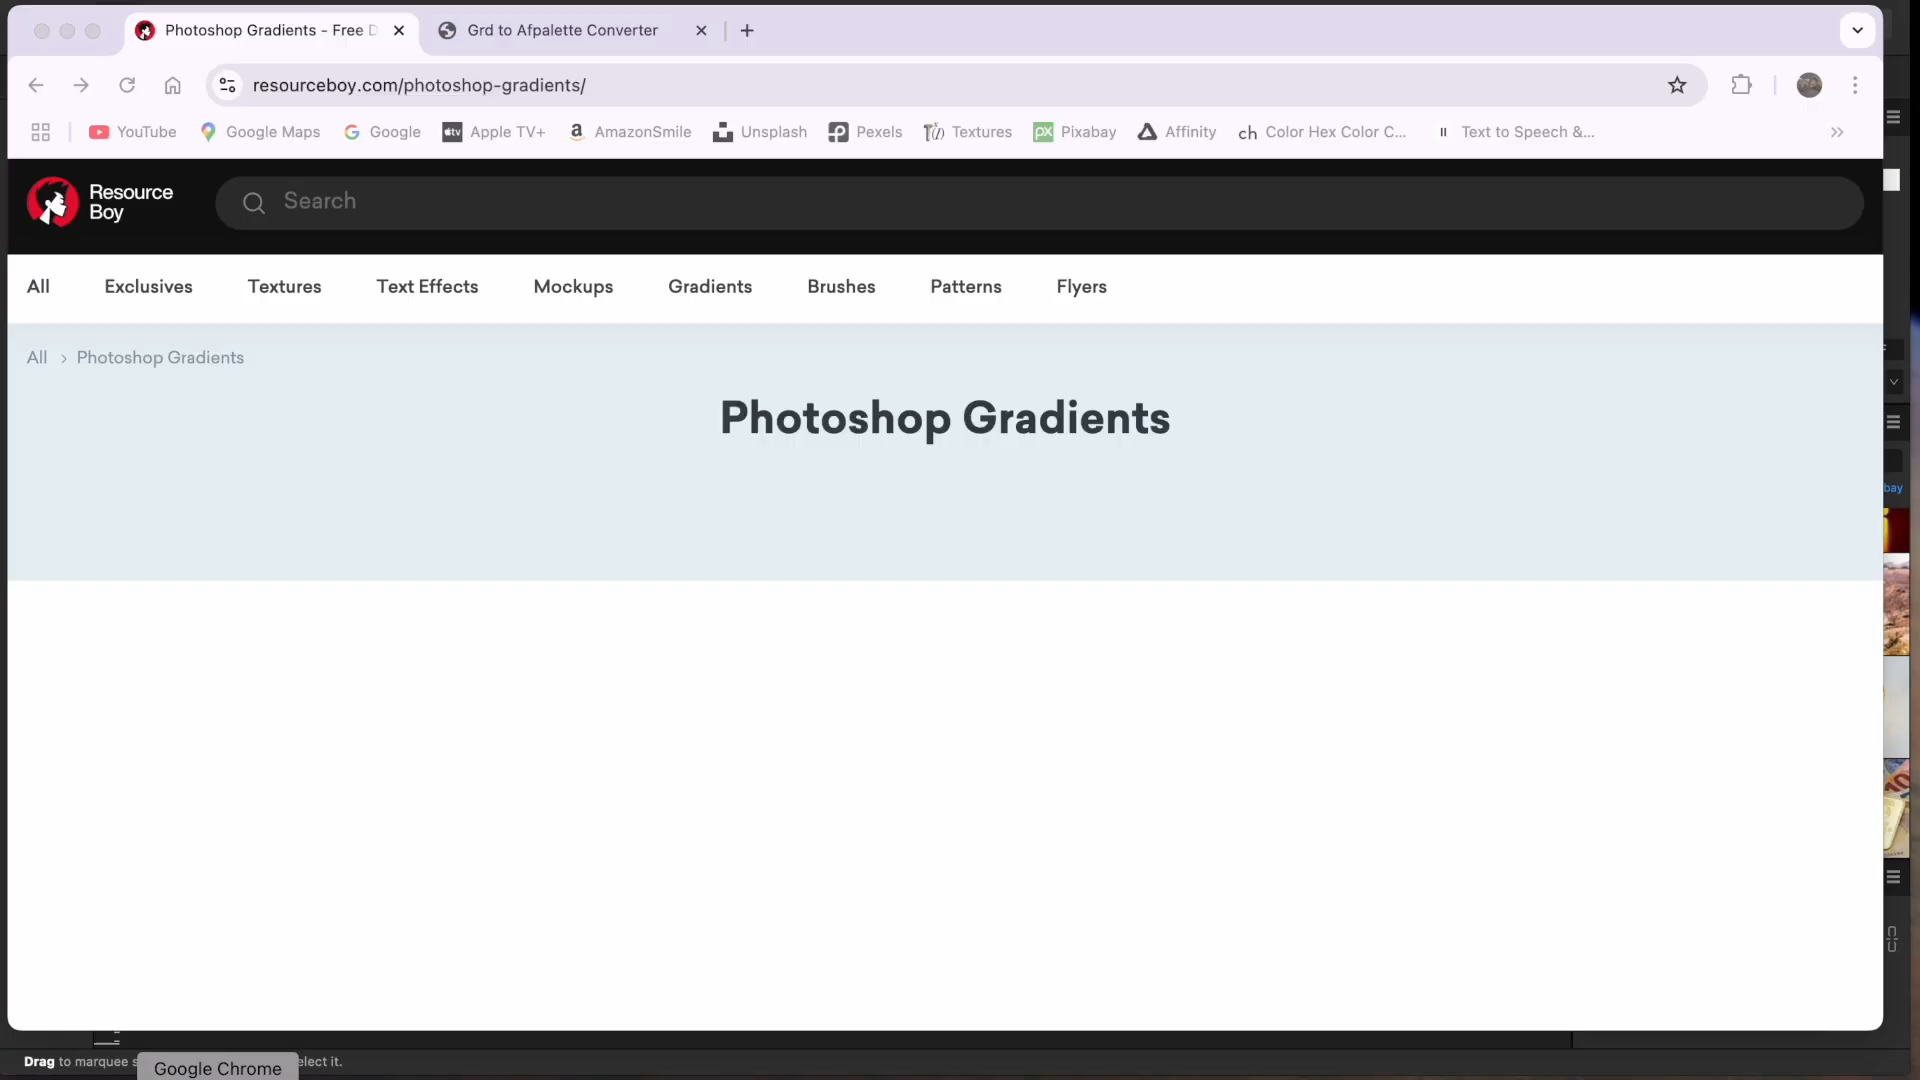 Photoshop Gradients - Free D
Grd to Afpalette Converter
resourceboy.com/photoshop-gradients/
YouTube
Google Maps
Google
Apple TV+
AmazonSmile
Unsplash
Pexels
Textures
Pixabay
Affinity
ch Color Hex Color C...
Text to Speech &...
Resource
Boy
Search
All
Exclusives
Textures
Text Effects
Mockups
Gradients
Brushes
Patterns
Flyers
All > Photoshop Gradients
Photoshop Gradients
bay
Drag to marquee s
elect it.
Google Chrome